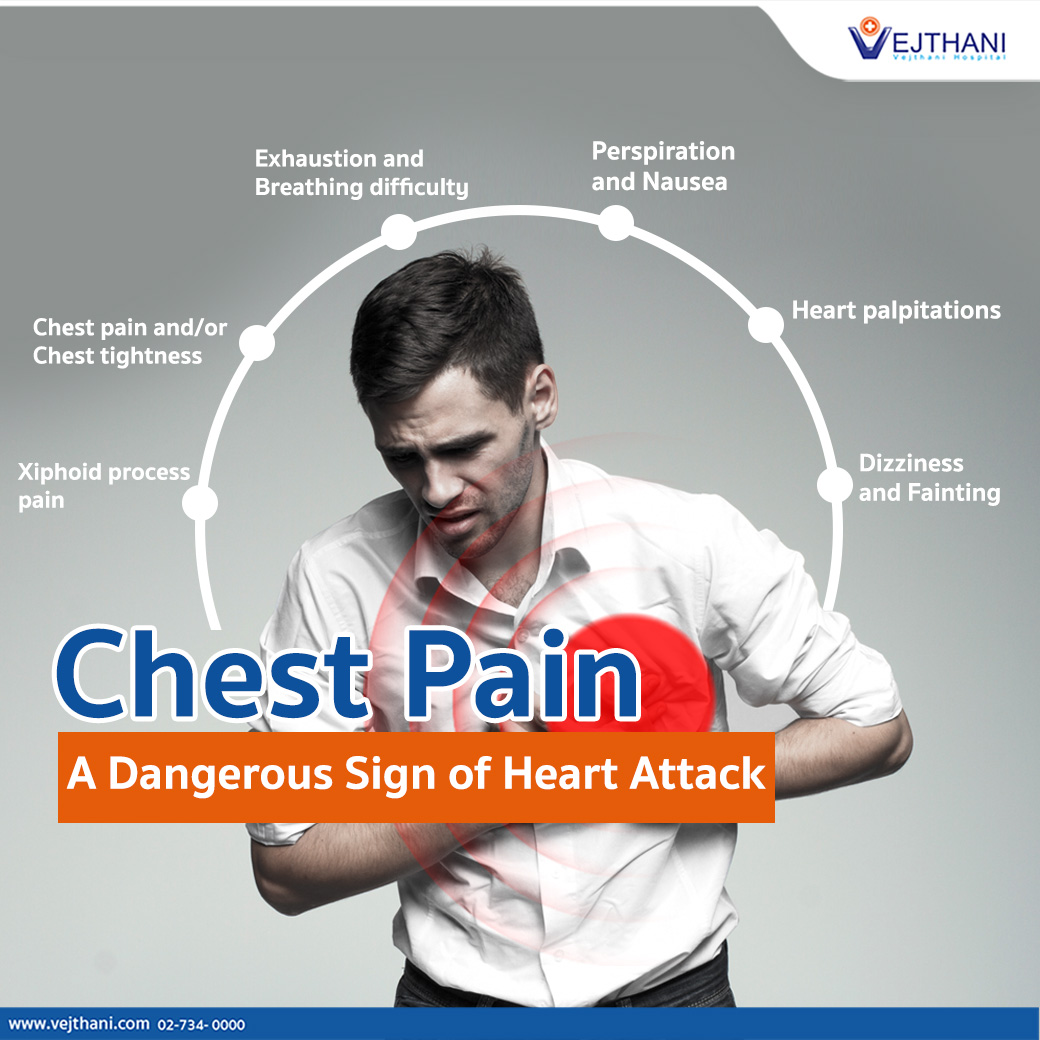 VEJTHANI
Vejthani Hospital
Exhaustion and
Breathing difficulty
Perspiration
and Nausea
Chest pain and/or
Chest tightness
Heart palpitations
Xiphoid process
pain
Dizziness
and Fainting
Chest Pain
A Dangerous Sign of Heart Attack
www.vejthani.com 02-734- 0000